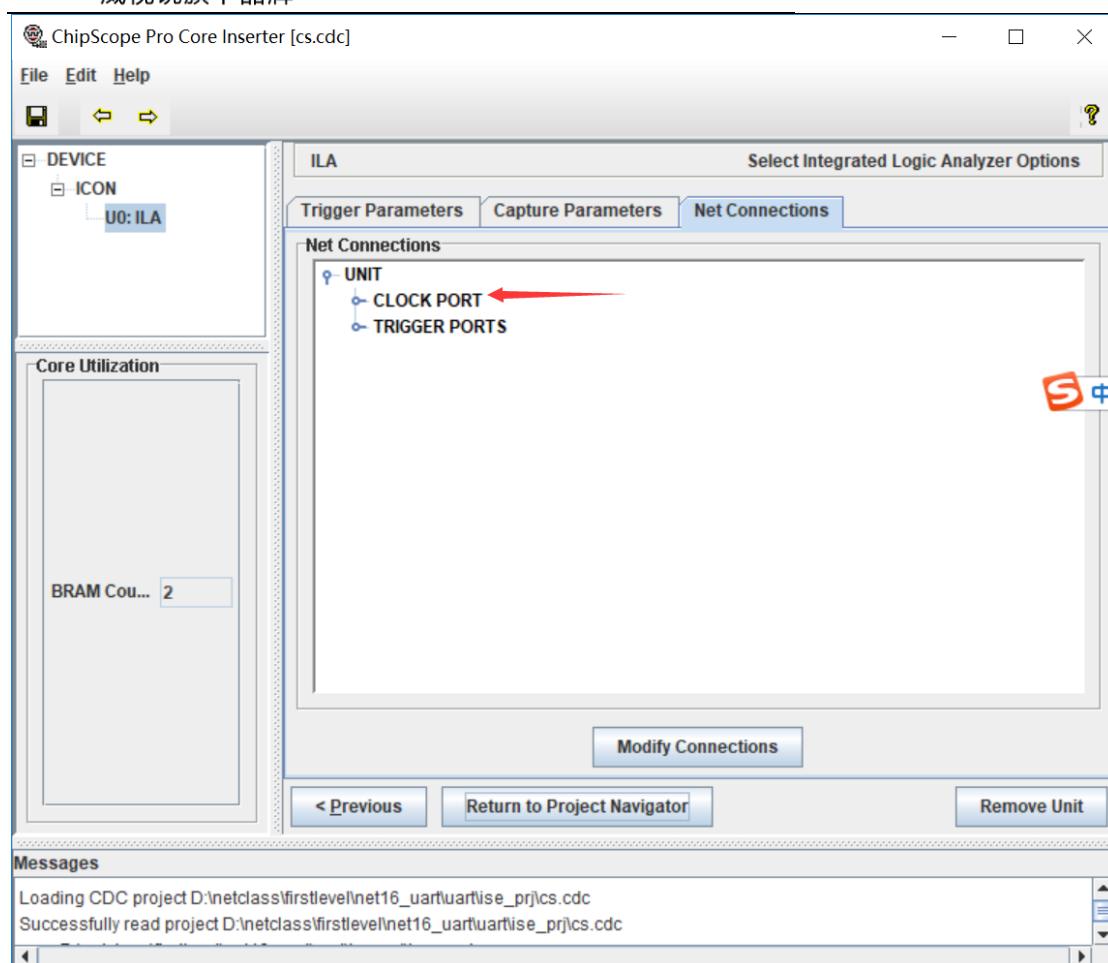 ChipScope Pro Core Inserter [cs.cdc]
File Edit Help
DEVICE
ICON
U0: ILA
ILA Select Integrated Logic Analyzer Options
Trigger Parameters Capture Parameters Net Connections
Net Connections
UNIT
CLOCK PORT
TRIGGER PORTS
Core Utilization
BRAM Cou... 2
中
Modify Connections
< Previous Return to Project Navigator Remove Unit
Messages
Loading CDC project D:\netclass\firstlevel\net16_uart\uart\ise_prj\cs.cdc
Successfully read project D:\netclass\firstlevel\net16_uart\uart\ise_prj\cs.cdc